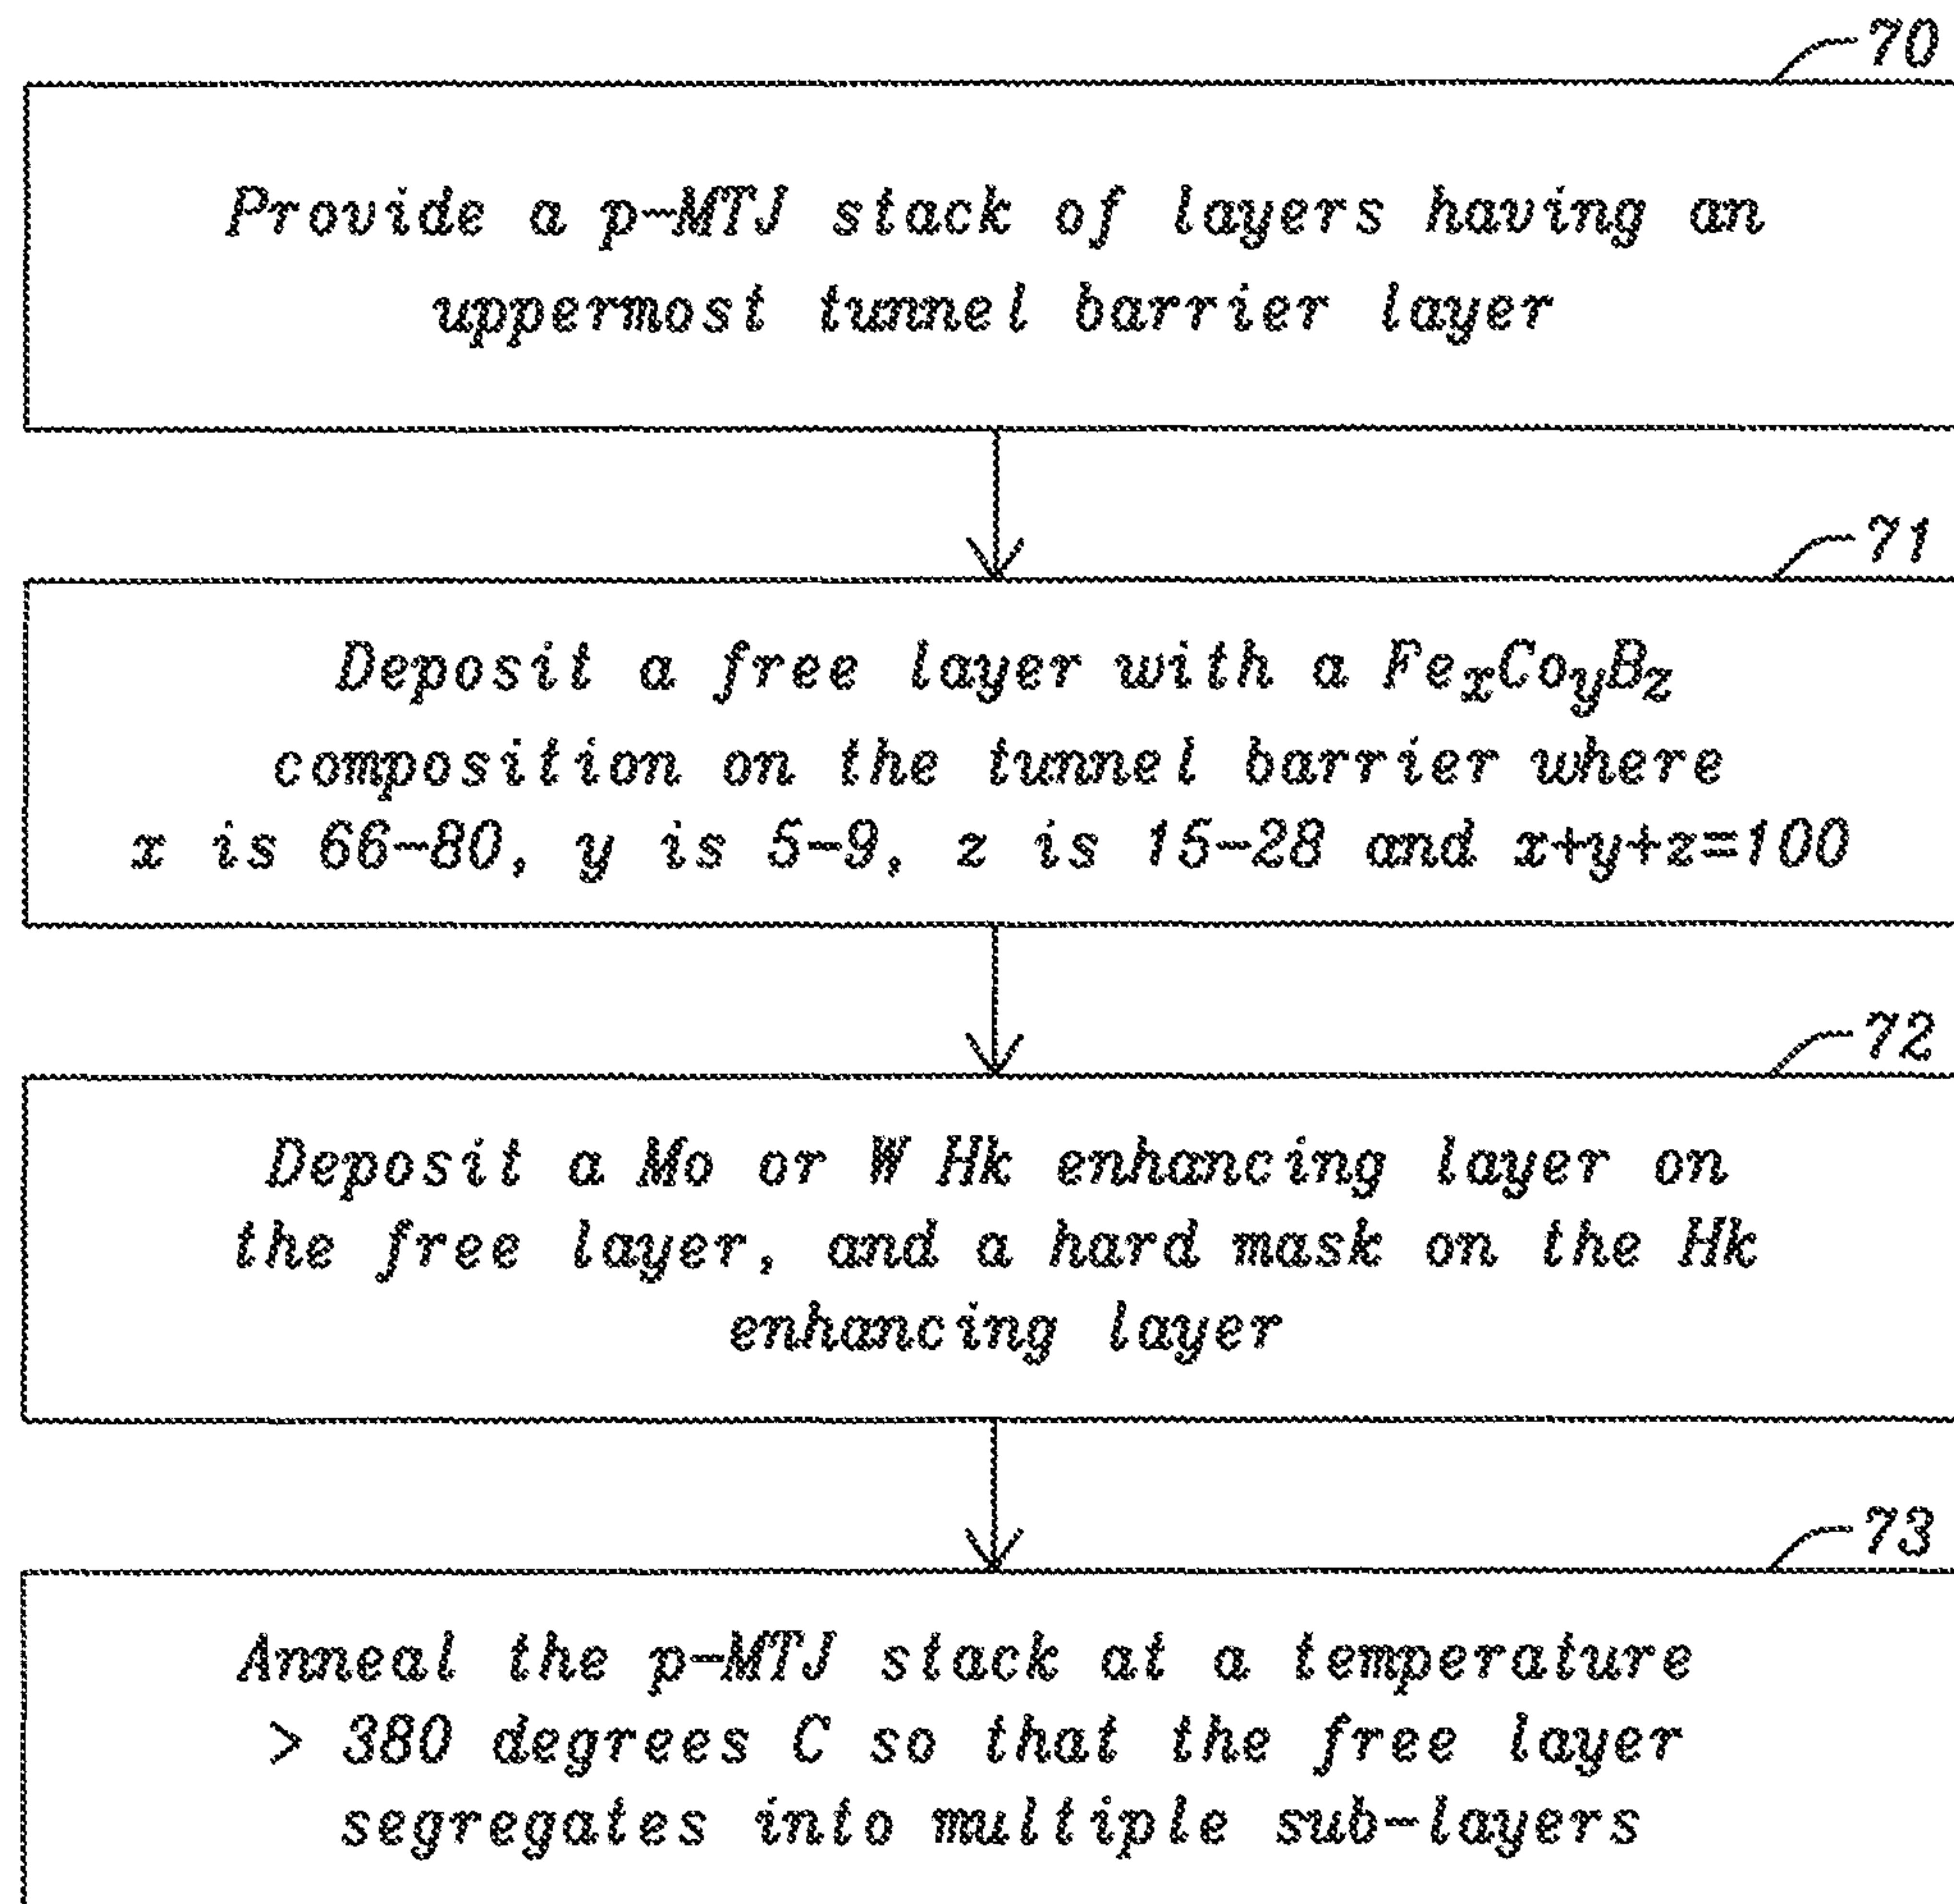 70
Provide a p-MTJ stack of layers having an
uppermost tunnel barrier layer
71
Deposit a free layer with a FexCoyBz
composition on the tunnel barrier where
x is 66-80, y is 5-9, z is 15-28 and x+y+z=100
72
Deposit a Mo or W Hk enhancing layer on
the free layer, and a hard mask on the Hk
enhancing layer
73
Anneal the p-MTJ stack at a temperature
> 380 degrees C so that the free layer
segregates into multiple sub-layers